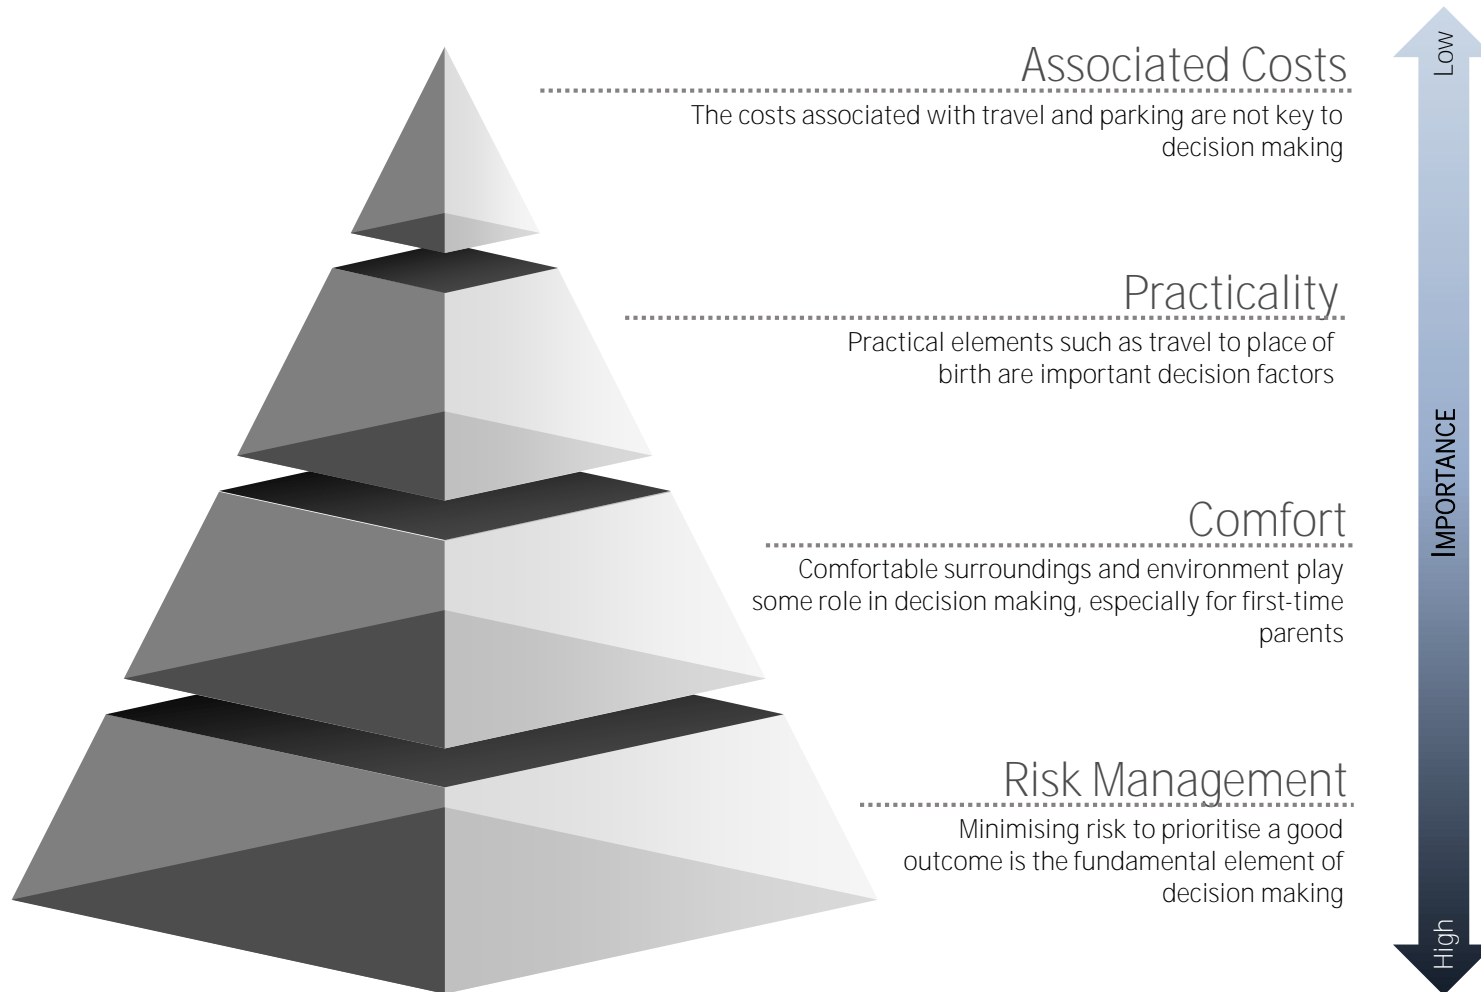 Associated Costs
The costs associated with travel and parking are not key to
decision making
Practicality
Practical elements such as travel to place of
birth are important decision factors
Comfort
Comfortable surroundings and environment play
some role in decision making, especially for first-time
parents
Risk Management
Minimising risk to prioritise a good
outcome is the fundamental element of
decision making
Low
IMPORTANCE
High